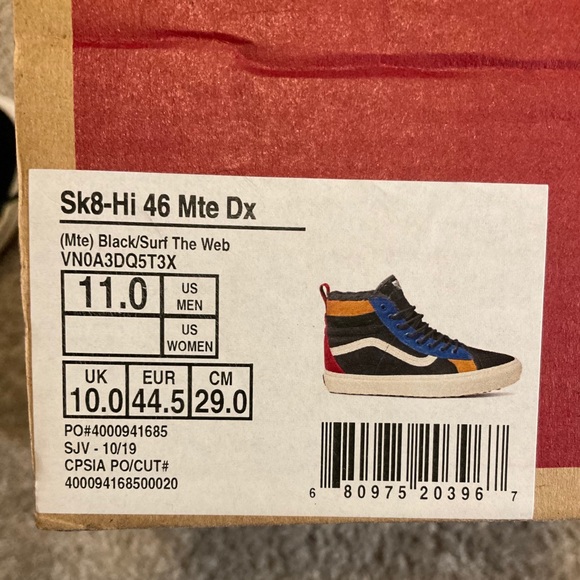 Sk8-Hi 46 Mte Dx
(Mte) Black/Surf The Web
VN0A3DQ5T3X
11.0 US MEN
US WOMEN
UK EUR CM
10.0 44.5 29.0
PO#4000941685
SJV - 10/19
CPSIA PO/CUT#
400094168500020
6 80975 20396 7